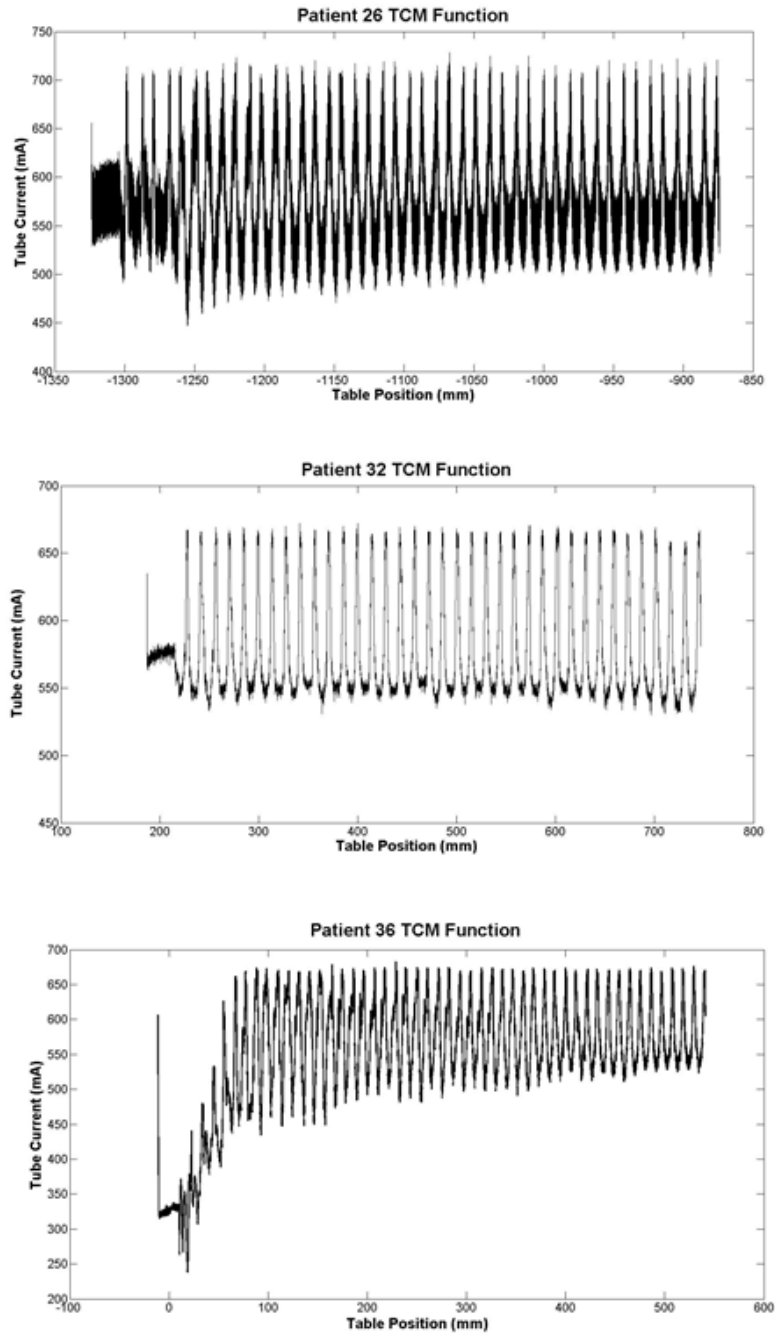 Patient 26 TCM Function
750
700
650
600
550
500
450
400
Tube Current (mA)
-1350 -1300 -1250 -1200 -1150 -1100 -1050 -1000 -950 -900 -850
Table Position (mm)
Patient 32 TCM Function
700
650
600
550
500
450
Tube Current (mA)
100 200 300 400 500 600 700 800
Table Position (mm)
Patient 36 TCM Function
700
650
600
550
500
450
400
350
300
250
200
Tube Current (mA)
-100 0 100 200 300 400 500 600
Table Position (mm)